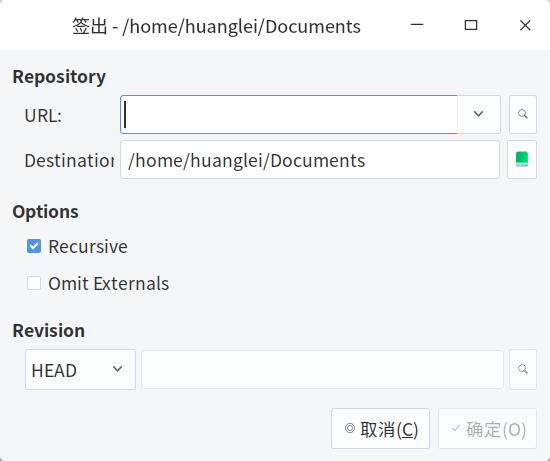 签出 - /home/huanglei/Documents
Repository
URL:
Destination /home/huanglei/Documents
Options
Recursive
Omit Externals
Revision
HEAD
取消(C) 确定(O)